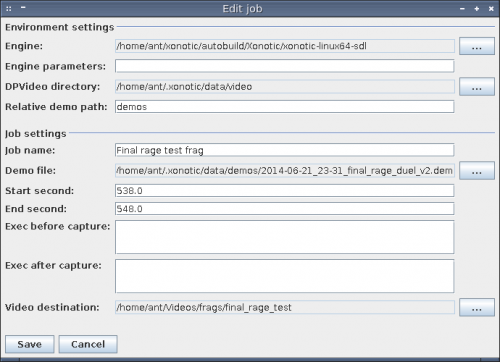 Edit job
Environment settings
Engine: /home/ant/xonotic/autobuild/Xonotic/xonotic-linux64-sdl ...
Engine parameters:
DPVideo directory: /home/ant/.xonotic/data/video ...
Relative demo path: demos
Job settings
Job name: Final rage test frag
Demo file: /home/ant/.xonotic/data/demos/2014-06-21_23-31_final_rage_duel_v2.dem ...
Start second: 538.0
End second: 548.0
Exec before capture:
Exec after capture:
Video destination: /home/ant/Videos/frags/final_rage_test ...
Save Cancel